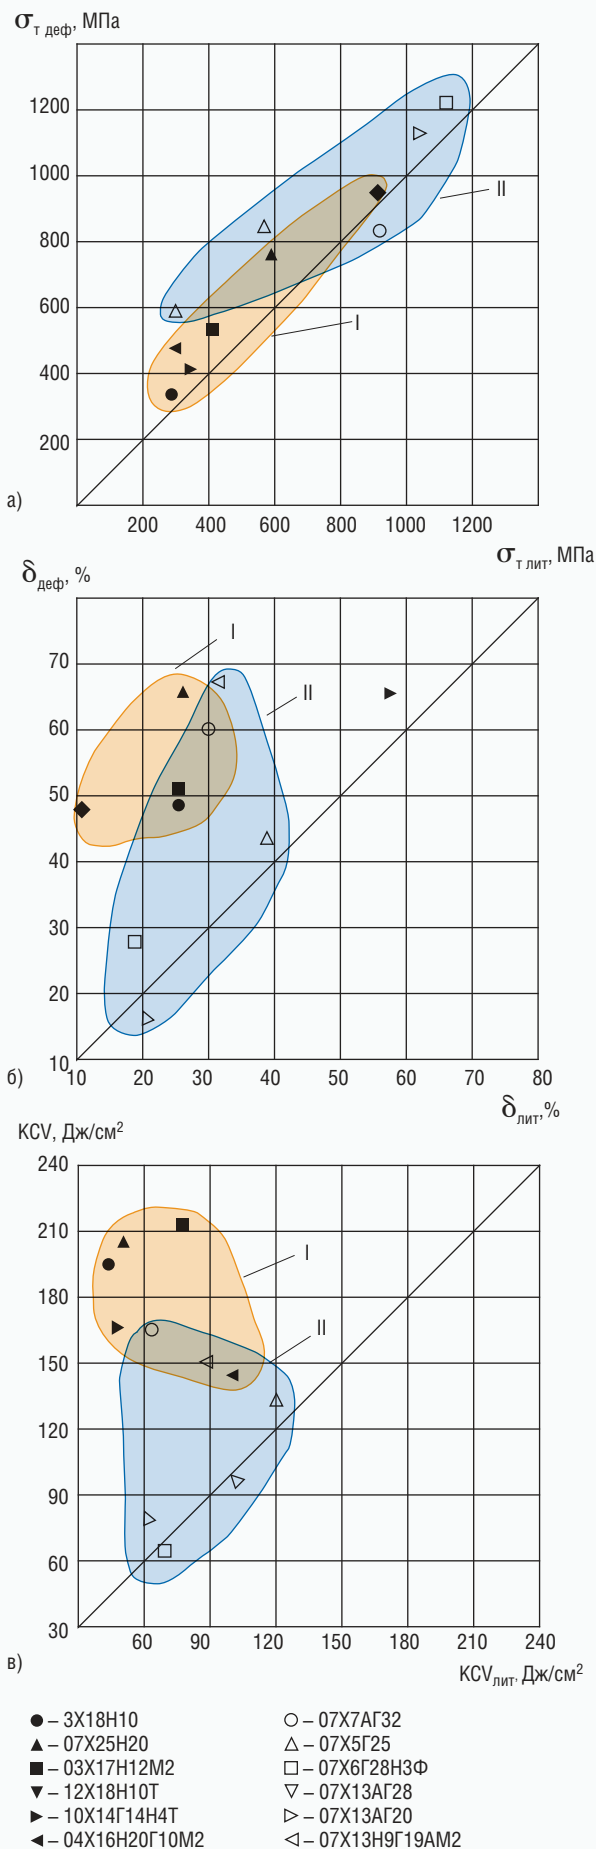 σт деф, МПа
1200
1000
II
800
600
I
400
200
а)
200 400 600 800 1000 1200
σт лит, МПа
δдеф, %
I
70
II
60
50
40
30
20
10
10 20 30 40 50 60 70 80
б)
δлит,%
KCV, Дж/см²
240
210
I
180
II
150
120
90
60
30
60 90 120 150 180 210 240
в)
KCVлит, Дж/см²
● – 3Х18Н10
▲ – 07Х25Н20
■ – 03Х17Н12М2
▼ – 12Х18Н10Т
► – 10Х14Г14Н4Т
◄ – 04Х16Н20Г10М2
○ – 07Х7АГ32
△ – 07Х5Г25
□ – 07Х6Г28Н3Ф
▽ – 07Х13АГ28
▷ – 07Х13АГ20
◁ – 07Х13Н9Г19АМ2